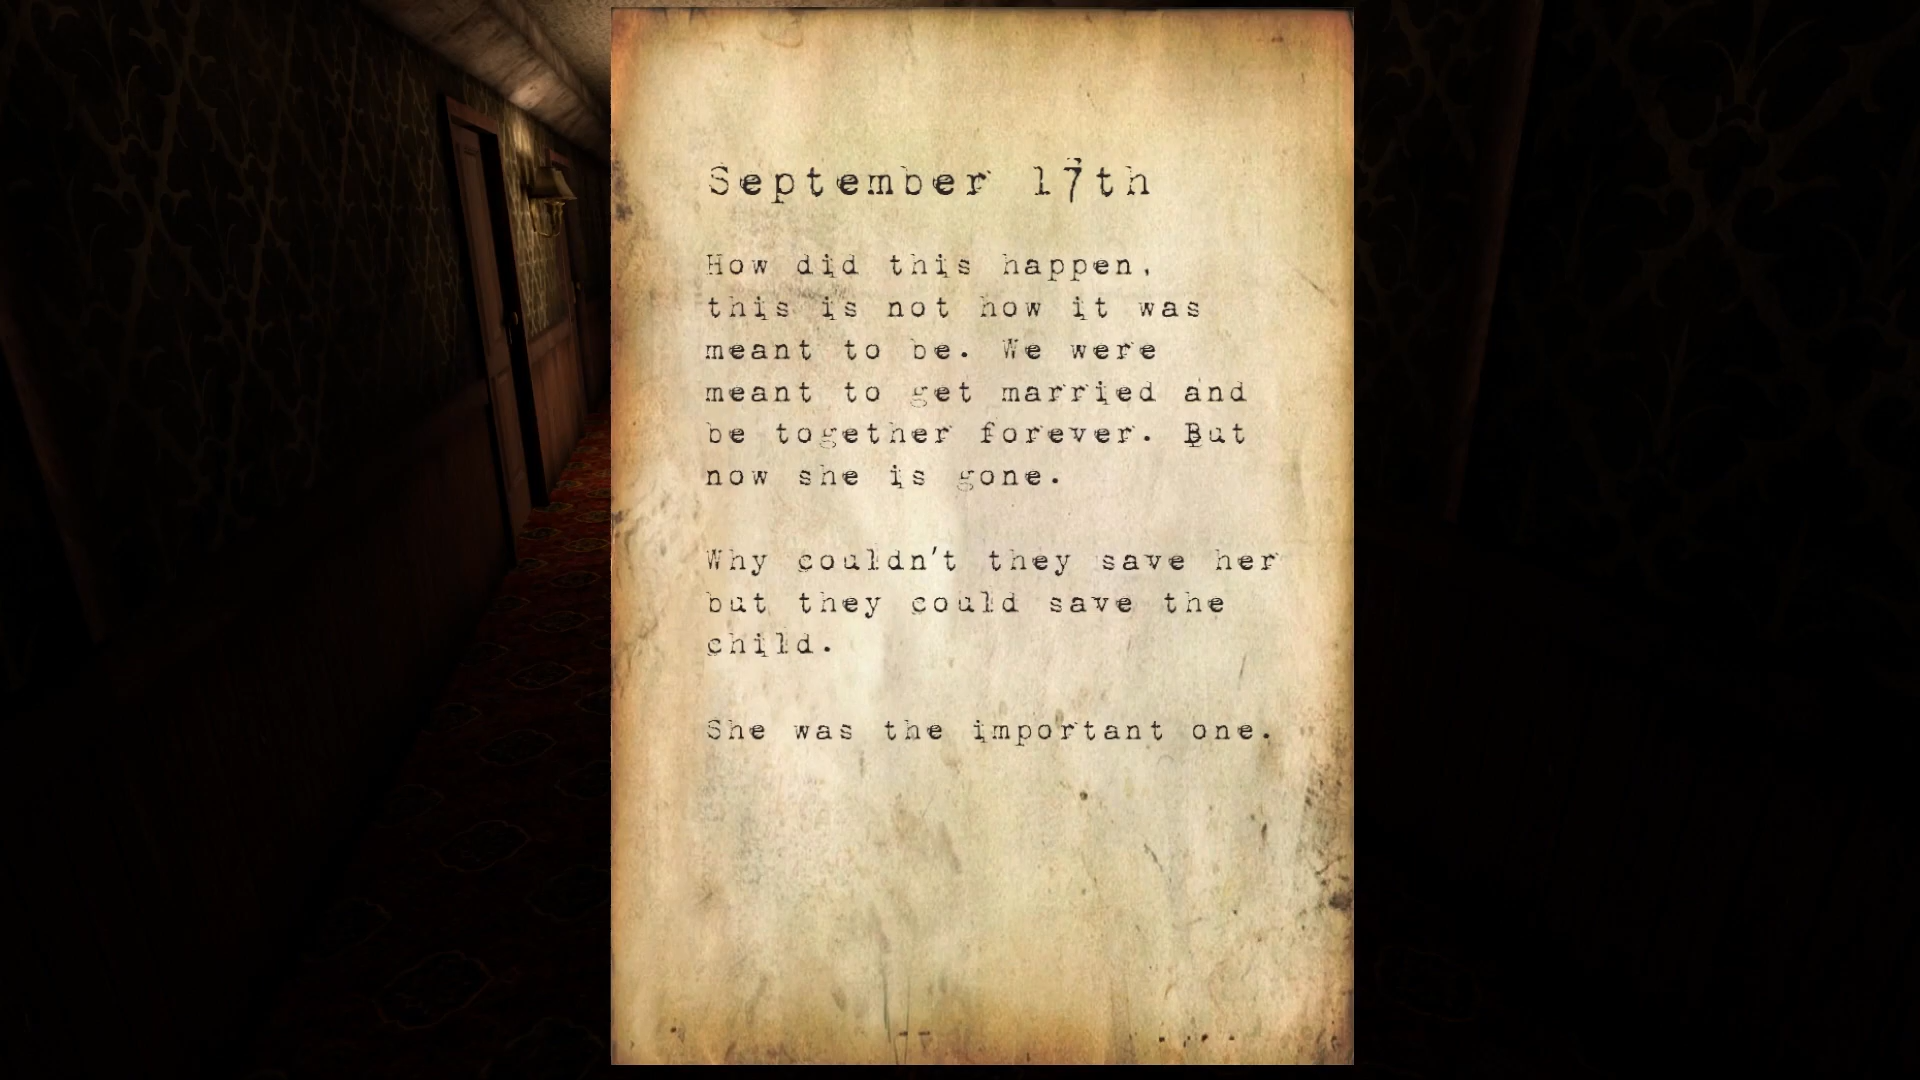 September 17th
How did this happen,
this is not how it was
meant to be. We were
meant to get married and
be together forever. But
now she is gone.
Why couldn't they save her
but they could save the
child.
She was the important one.